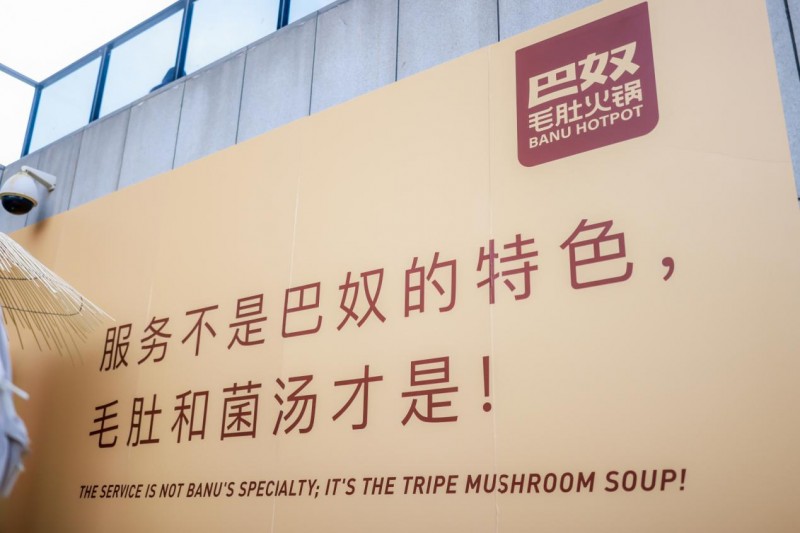 巴奴
毛肚火锅
BANU HOTPOT
服务不是巴奴的特色，
毛肚和菌汤才是！
THE SERVICE IS NOT BANU'S SPECIALTY; IT'S THE TRIPE MUSHROOM SOUP!